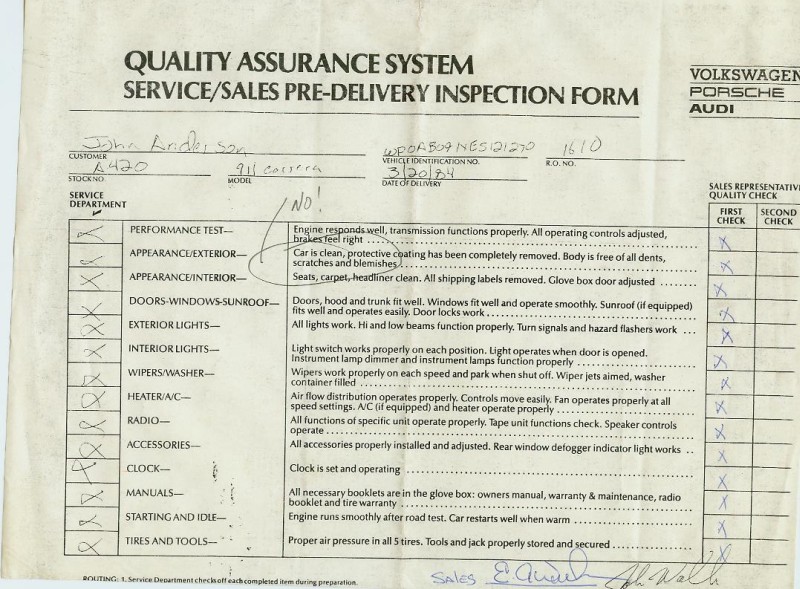 QUALITY ASSURANCE SYSTEM
SERVICE/SALES PRE-DELIVERY INSPECTION FORM
VOLKSWAGEN
PORSCHE
AUDI
John Anderson
WPOAB091NES121270
1610
CUSTOMER
VEHICLE IDENTIFICATION NO.
R.O. NO.
A420
911 carrera
3/20/84
STOCK NO.
MODEL
DATE OF DELIVERY
SERVICE
DEPARTMENT
NO!
SALES REPRESENTATIVE
QUALITY CHECK
FIRST
CHECK
SECOND
CHECK
PERFORMANCE TEST— Engine responds well, transmission functions properly. All operating controls adjusted,
brakes feel right
APPEARANCE/EXTERIOR— Car is clean, protective coating has been completely removed. Body is free of all dents,
scratches and blemishes
APPEARANCE/INTERIOR— Seats, carpet, headliner clean. All shipping labels removed. Glove box door adjusted
DOORS-WINDOWS-SUNROOF— Doors, hood and trunk fit well. Windows fit well and operate smoothly. Sunroof (if equipped)
fits well and operates easily. Door locks work
EXTERIOR LIGHTS— All lights work. Hi and low beams function properly. Turn signals and hazard flashers work
INTERIOR LIGHTS— Light switch works properly on each position. Light operates when door is opened.
Instrument lamp dimmer and instrument lamps function properly
WIPERS/WASHER— Wipers work properly on each speed and park when shut off. Wiper jets aimed, washer
container filled
HEATER/A/C— Air flow distribution operates properly. Controls move easily. Fan operates properly at all
speed settings. A/C (if equipped) and heater operate properly
RADIO— All functions of specific unit operate properly. Tape unit functions check. Speaker controls
operate
ACCESSORIES— All accessories properly installed and adjusted. Rear window defogger indicator light works
CLOCK— Clock is set and operating
MANUALS— All necessary booklets are in the glove box: owners manual, warranty & maintenance, radio
booklet and tire warranty
STARTING AND IDLE— Engine runs smoothly after road test. Car restarts well when warm
TIRES AND TOOLS— Proper air pressure in all 5 tires. Tools and jack properly stored and secured
ROUTING: 1. Service Department checks off each completed item during preparation.
SALES